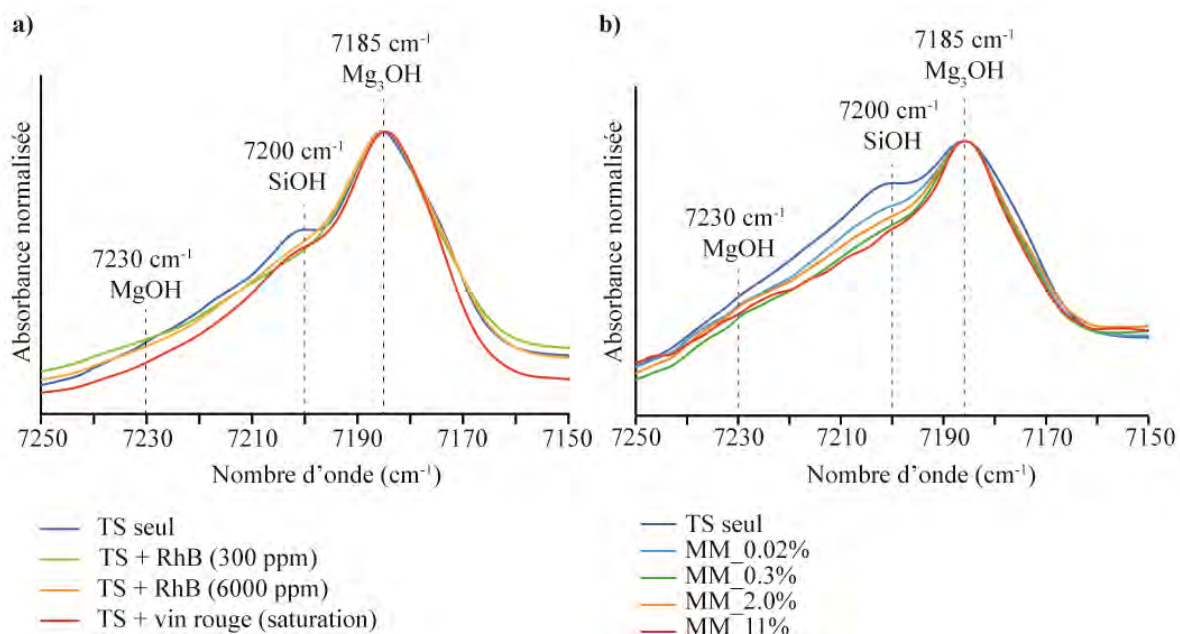 a)
7185 cm⁻¹
Mg₃OH
7200 cm⁻¹
SiOH
7230 cm⁻¹
MgOH
Absorbance normalisée
7250 7230 7210 7190 7170 7150
Nombre d'onde (cm⁻¹)
TS seul
TS + RhB (300 ppm)
TS + RhB (6000 ppm)
TS + vin rouge (saturation)
b)
7185 cm⁻¹
Mg₃OH
7200 cm⁻¹
SiOH
7230 cm⁻¹
MgOH
Absorbance normalisée
7250 7230 7210 7190 7170 7150
Nombre d'onde (cm⁻¹)
TS seul
MM_0.02%
MM_0.3%
MM_2.0%
MM_11%